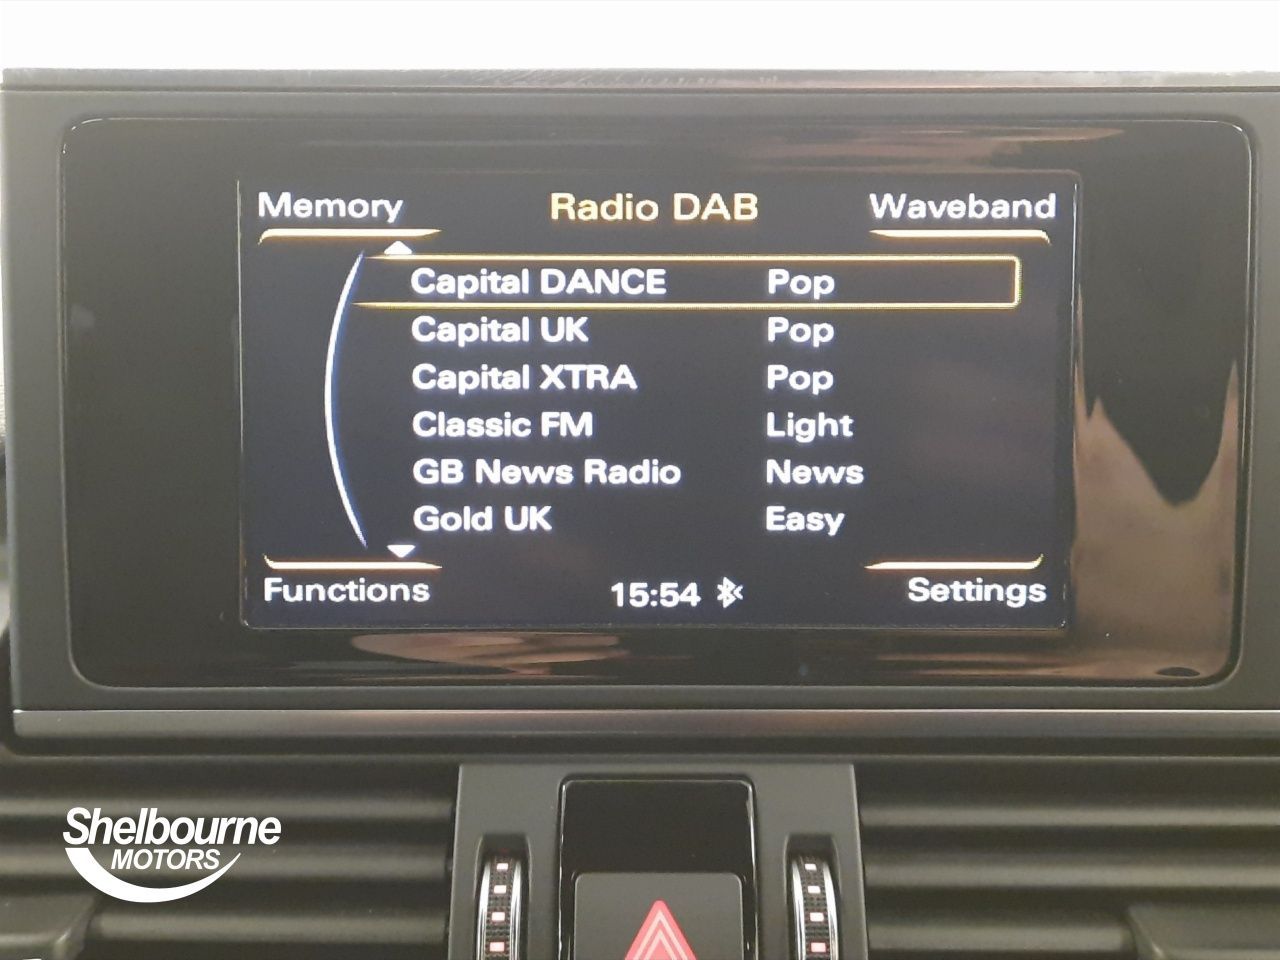 Memory Radio DAB Waveband
Capital DANCE Pop
Capital UK Pop
Capital XTRA Pop
Classic FM Light
GB News Radio News
Gold UK Easy
Functions 15:54 Settings
Shelbourne
MOTORS